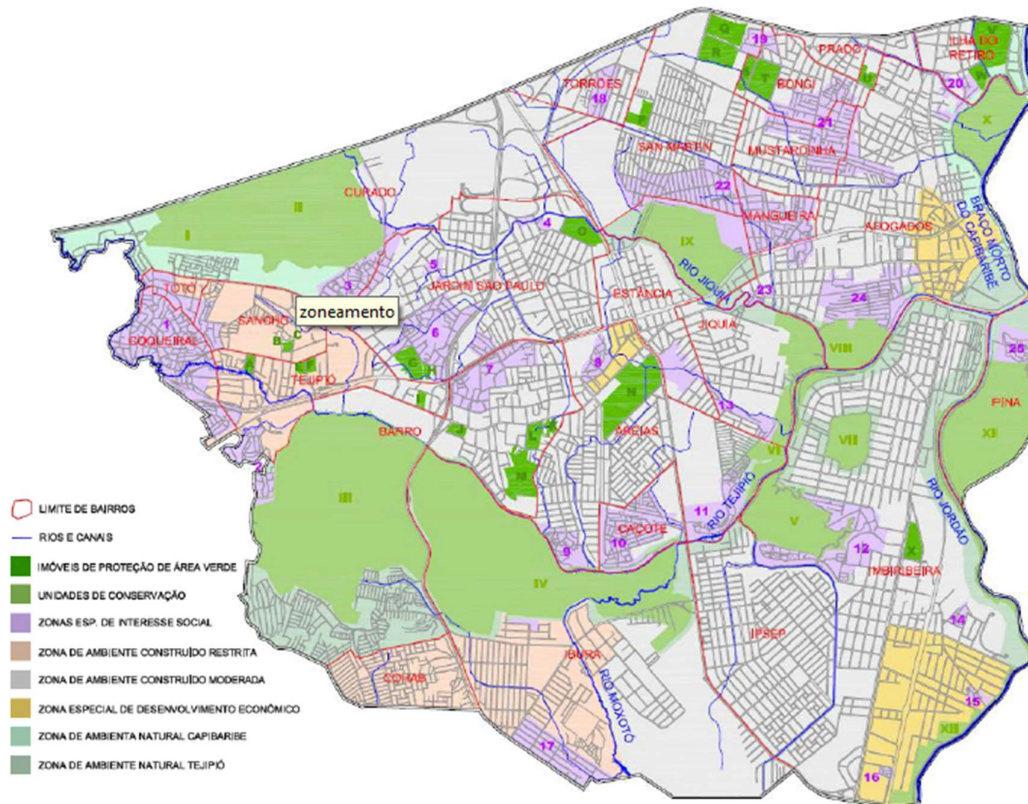 Q
19
V
R
PRADO
ILHA DO
RETIRO
S
T
U
BONGI
W
20
TORRÕES
18
X
P
21
SAN MARTIN
MUSTARDINHA
22
CURADO
II
MANGUEIRA
AFOGADOS
BRAÇO MORTO
DO CAPIBARIBE
I
4
O
IX
5
RIO JIQUIÁ
3
JARDIM SÃO PAULO
ESTÂNCIA
23
24
TOTÓ
zoneamento
1
SANCHO
COQUEIRAL
B
C
6
JIQUIÁ
VIII
25
TEJIPIÓ
E
F
G
H
7
8
N
PINA
I
13
BARRO
J
L
K
AREIAS
VII
XII
2
M
VI
III
11
RIO TEJIPIÓ
V
RIO JORDÃO
CAÇOTE
9
10
12
X
IMBIRIBEIRA
IV
14
IPSEP
IBURA
COHAB
RIO MOXOTÓ
15
17
XIII
16
LIMITE DE BAIRROS
RIOS E CANAIS
IMÓVEIS DE PROTEÇÃO DE ÁREA VERDE
UNIDADES DE CONSERVAÇÃO
ZONAS ESP. DE INTERESSE SOCIAL
ZONA DE AMBIENTE CONSTRUÍDO RESTRITA
ZONA DE AMBIENTE CONSTRUÍDO MODERADA
ZONA ESPECIAL DE DESENVOLVIMENTO ECONÔMICO
ZONA DE AMBIENTA NATURAL CAPIBARIBE
ZONA DE AMBIENTE NATURAL TEJIPIÓ